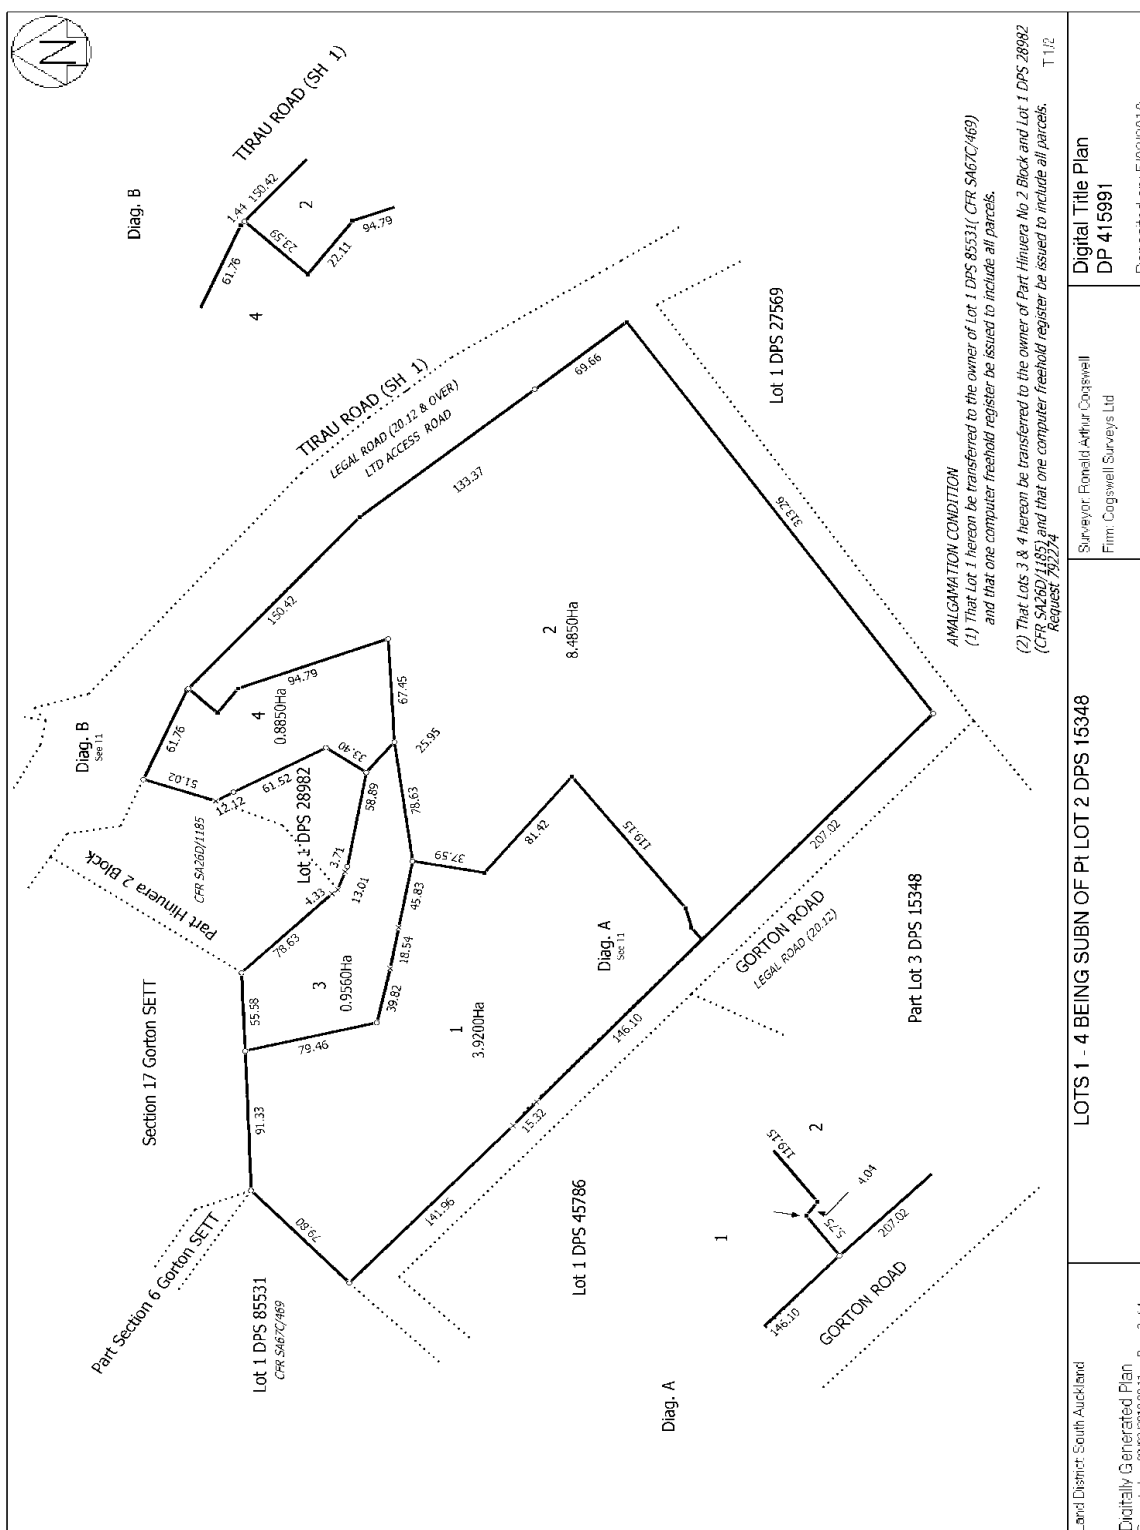 N
Diag. B
TIRAU ROAD (SH 1)
1.44
150.42
61.76
23.59
22.11
94.79
4
2
Diag. B
See T1
TIRAU ROAD (SH 1)
LEGAL ROAD (20.12 & OVER)
LTD ACCESS ROAD
Lot 1 DPS 27569
69.66
133.37
150.42
313.26
61.76
51.02
12.12
61.52
94.79
33.40
67.45
25.95
58.89
3.71
4.33
13.01
78.63
78.63
37.59
81.42
45.83
18.54
39.82
55.58
79.46
91.33
79.80
119.15
207.02
146.10
15.32
141.96
4
0.8850Ha
2
8.4850Ha
3
0.9560Ha
1
3.9200Ha
Lot 1 DPS 28982
CFR SA26D/1185
Part Hinuera 2 Block
Section 17 Gorton SETT
Part Section 6 Gorton SETT
Lot 1 DPS 85531
CFR SA67C/469
Diag. A
See T1
GORTON ROAD
LEGAL ROAD (20.12)
Part Lot 3 DPS 15348
Lot 1 DPS 45786
Diag. A
1
2
119.15
4.04
5.75
207.02
146.10
GORTON ROAD
AMALGAMATION CONDITION
(1) That Lot 1 hereon be transferred to the owner of Lot 1 DPS 85531( CFR SA67C/469)
and that one computer freehold register be issued to include all parcels.
(2) That Lots 3 & 4 hereon be transferred to the owner of Part Hinuera No 2 Block and Lot 1 DPS 28982
(CFR SA26D/1185) and that one computer freehold register be issued to include all parcels.
Request 792274
T 1/2
Land District: South Auckland
Digitally Generated Plan
LOTS 1 - 4 BEING SUBN OF Pt LOT 2 DPS 15348
Surveyor: Ronald Arthur Cogswell
Firm: Cogswell Surveys Ltd
Digital Title Plan
DP 415991